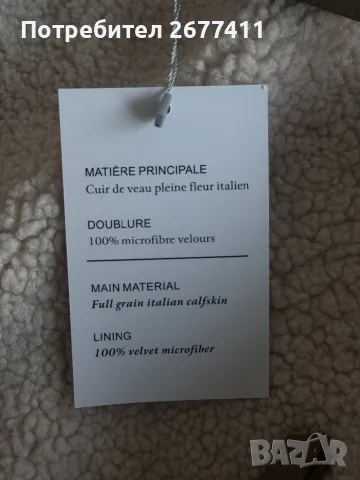 Потребител 2677415
MATIÈRE PRINCIPALE
Cuir de veau pleine fleur italien
DOUBLURE
100% microfibre velours
MAIN MATERIAL
Full grain italian calfskin
LINING
100% velvet microfiber
BAZAR